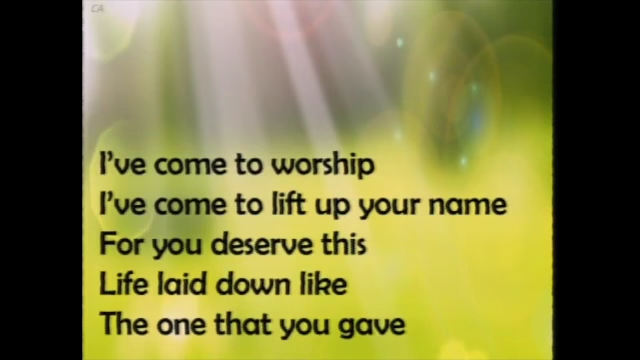 CA
I've come to worship
I've come to lift up your name
For you deserve this
Life laid down like
The one that you gave